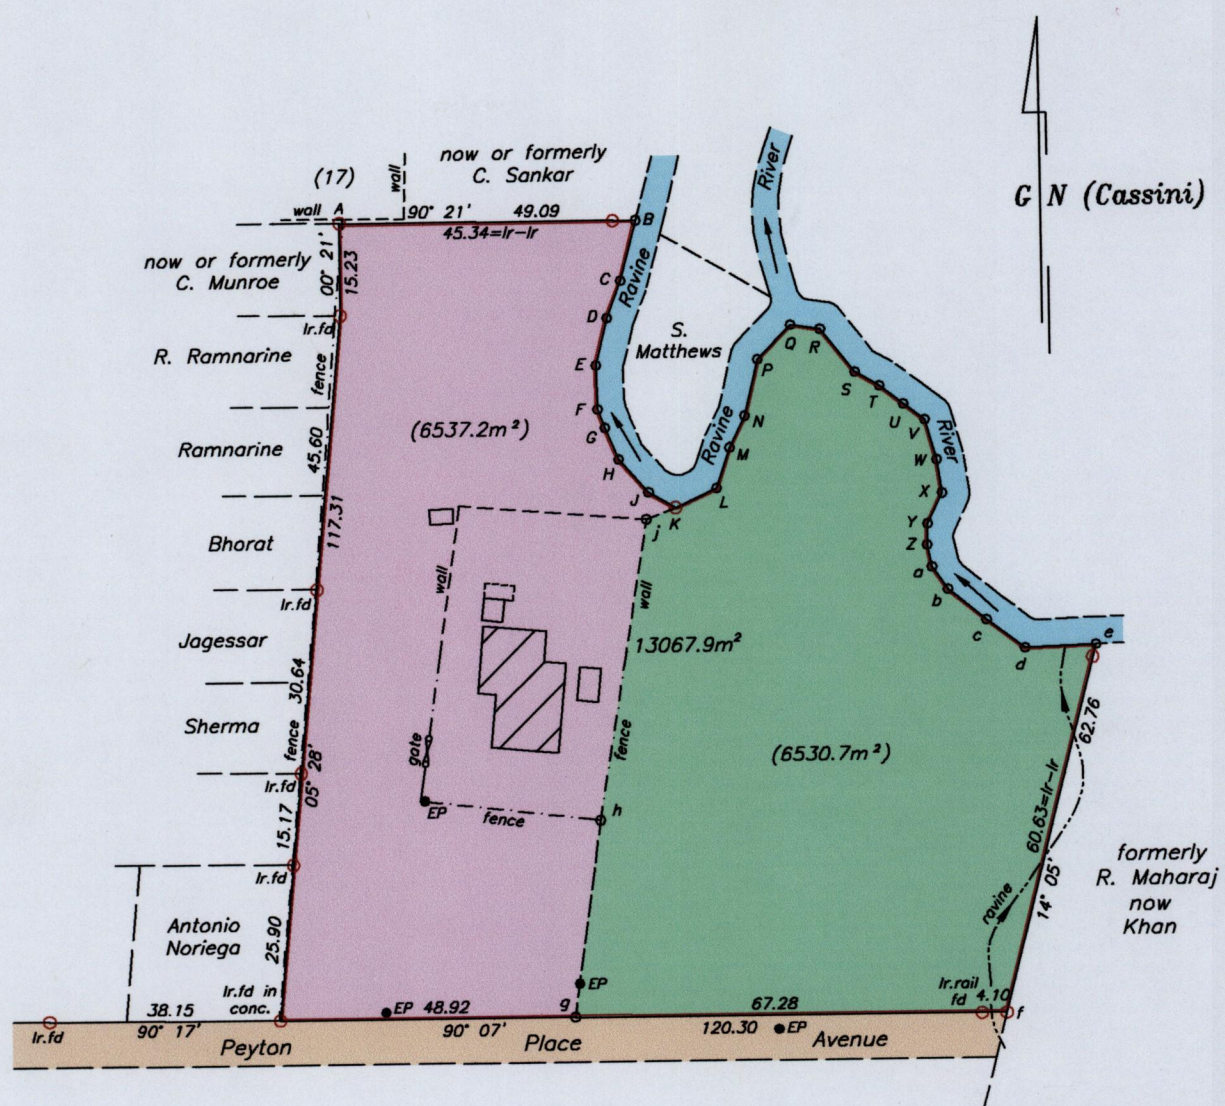 now or formerly
C. Sankar
(17)
wall
wall
A
90° 21'
49.09
B
45.34=Ir-Ir
River
G N (Cassini)
now or formerly
C. Munroe
00° 21'
15.23
C
Ravine
D
Ir.fd
S.
Matthews
Q
R
R. Ramnarine
fence
E
P
S
T
F
U
(6537.2m²)
G
N
V
River
Ramnarine
45.60
H
Ravine
M
W
J
L
X
117.31
K
j
Y
Bhorat
Z
wall
wall
a
Ir.fd
b
c
Jagessar
13067.9m²
d
e
30.64
Sherma
fence
gate
fence
62.76
(6530.7m²)
05° 28'
Ir.fd
EP
fence
h
15.17
60.63=Ir-Ir
formerly
R. Maharaj
now
Khan
14° 05'
Ir.fd
ravine
Antonio
Noriega
25.90
EP
Ir.fd in
conc.
Ir.rail
fd
4.10
38.15
EP
48.92
g
67.28
f
Ir.fd
90° 17'
90° 07'
120.30
EP
Peyton Place Avenue